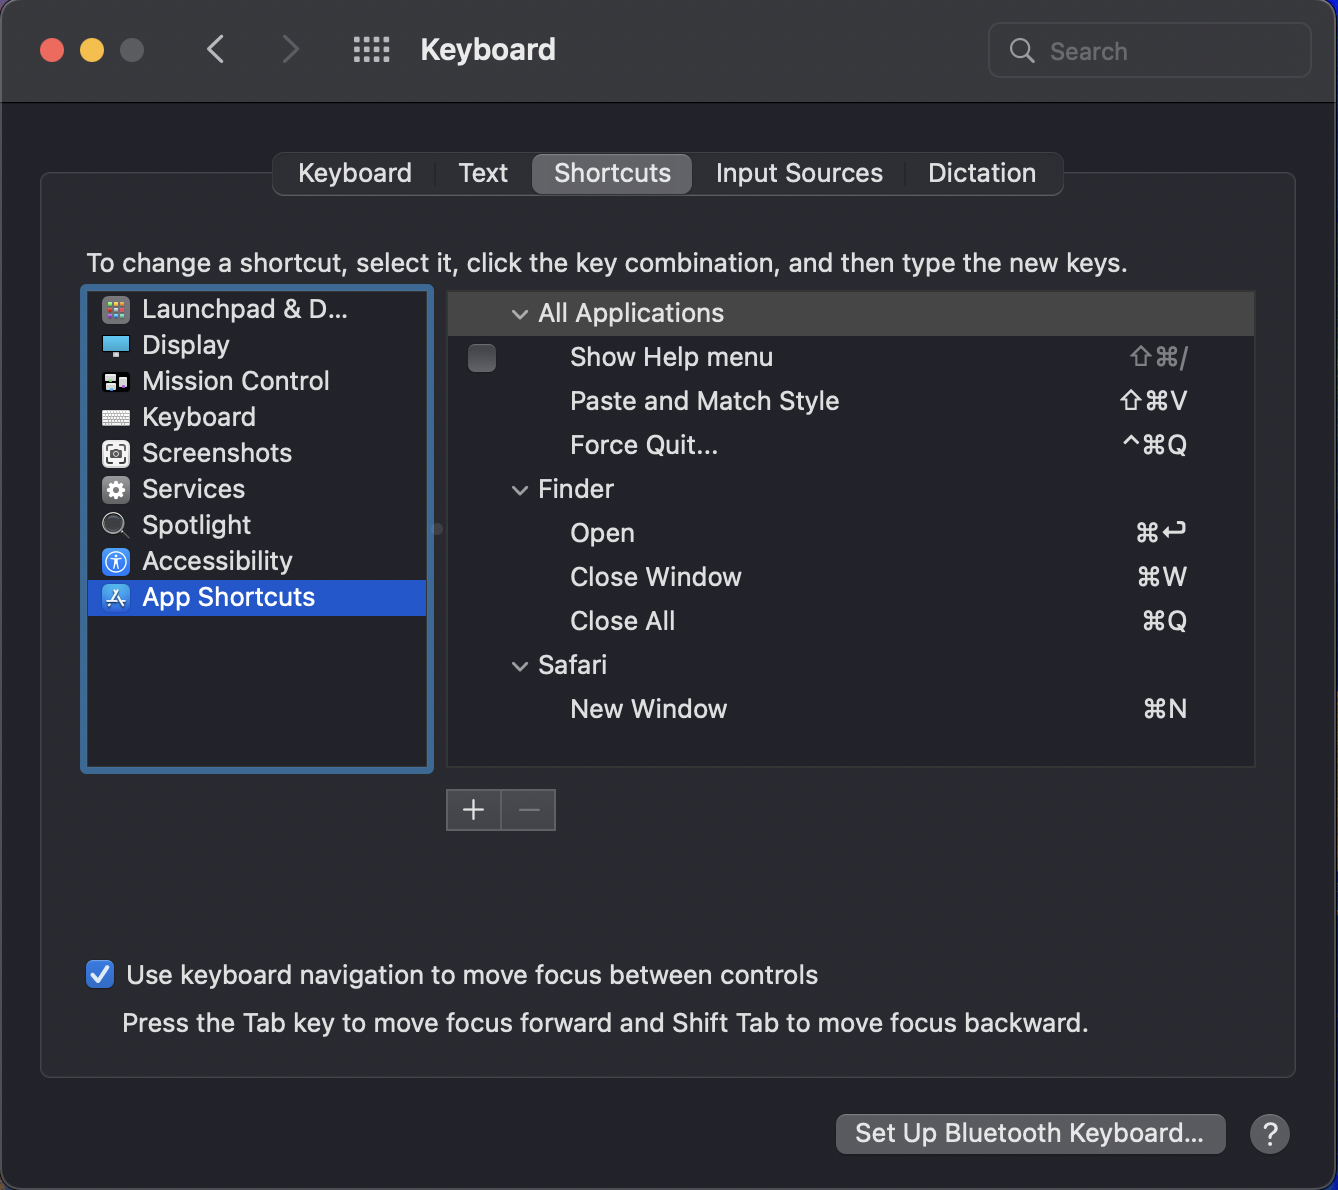 Keyboard
Search
Keyboard Text Shortcuts Input Sources Dictation
To change a shortcut, select it, click the key combination, and then type the new keys.
Launchpad & D...
Display
Mission Control
Keyboard
Screenshots
Services
Spotlight
Accessibility
App Shortcuts
All Applications
Show Help menu ⇧⌘/
Paste and Match Style ⇧⌘V
Force Quit... ^⌘Q
Finder
Open ⌘↩
Close Window ⌘W
Close All ⌘Q
Safari
New Window ⌘N
Use keyboard navigation to move focus between controls
Press the Tab key to move focus forward and Shift Tab to move focus backward.
Set Up Bluetooth Keyboard... ?